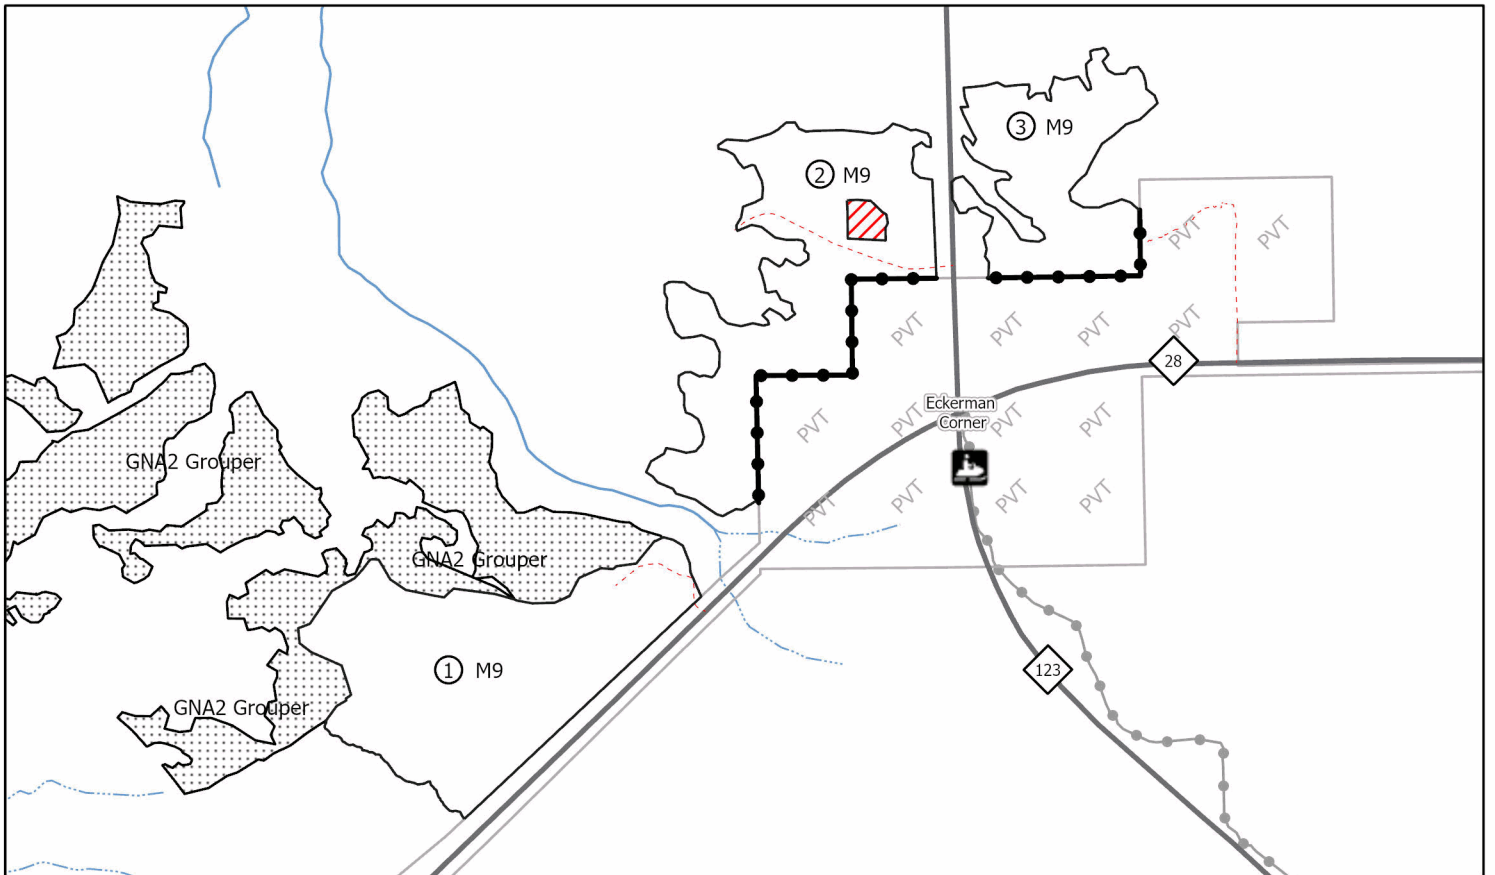 ③ M9
② M9
PVT PVT
PVT PVT PVT PVT
28
Eckerman
Corner
PVT PVT PVT PVT
GNA2 Grouper
PVT PVT PVT PVT
GNA2 Grouper
① M9
123
GNA2 Grouper